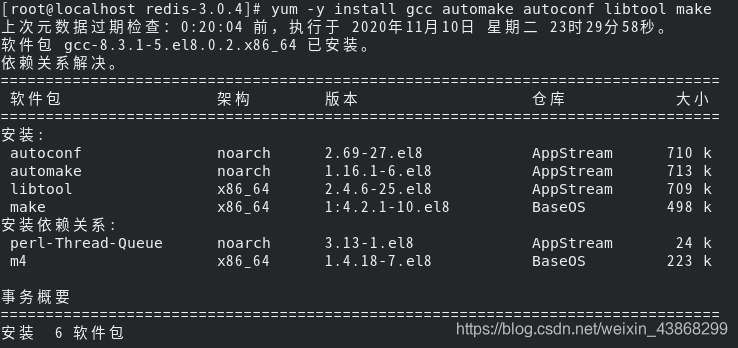 [root@localhost redis-3.0.4]# yum -y install gcc automake autoconf libtool make
上次元数据过期检查：0:20:04 前，执行于 2020年11月10日 星期二 23时29分58秒。
软件包 gcc-8.3.1-5.el8.0.2.x86_64 已安装。
依赖关系解决。
================================================================================
软件包 架构 版本 仓库 大小
================================================================================
安装:
autoconf noarch 2.69-27.el8 AppStream 710 k
automake noarch 1.16.1-6.el8 AppStream 713 k
libtool x86_64 2.4.6-25.el8 AppStream 709 k
make x86_64 1:4.2.1-10.el8 BaseOS 498 k
安装依赖关系:
perl-Thread-Queue noarch 3.13-1.el8 AppStream 24 k
m4 x86_64 1.4.18-7.el8 BaseOS 223 k
事务概要
================================================================================
安装 6 软件包
https://blog.csdn.net/weixin_43868299